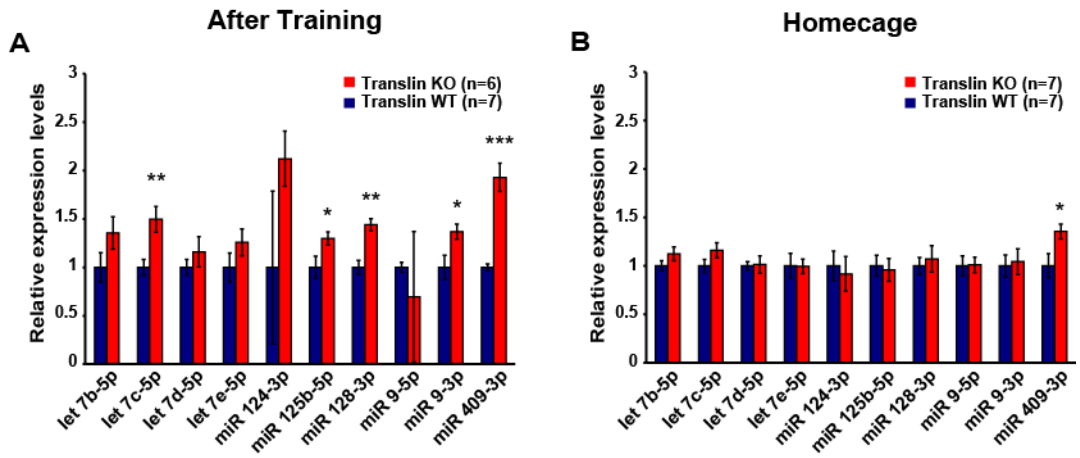 After Training
A
3
2.5
2
1.5
1
0.5
0
Relative expression levels
Translin KO (n=6)
Translin WT (n=7)
**
*
**
*
***
let 7b-5p
let 7c-5p
let 7d-5p
let 7e-5p
miR 124-3p
miR 125b-5p
miR 128-3p
miR 9-5p
miR 9-3p
miR 409-3p
Homecage
B
3
2.5
2
1.5
1
0.5
0
Relative expression levels
Translin KO (n=7)
Translin WT (n=7)
*
let 7b-5p
let 7c-5p
let 7d-5p
let 7e-5p
miR 124-3p
miR 125b-5p
miR 128-3p
miR 9-5p
miR 9-3p
miR 409-3p